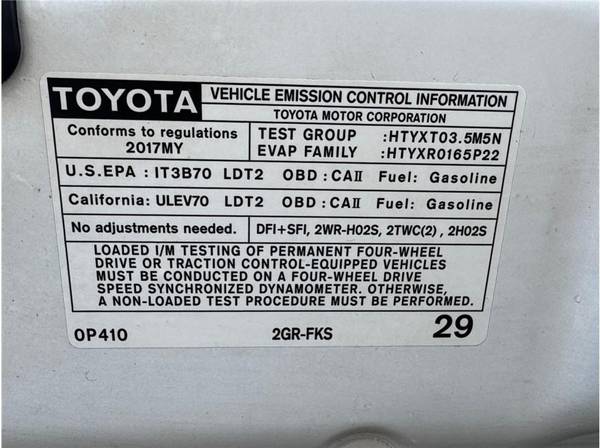 TOYOTA
VEHICLE EMISSION CONTROL INFORMATION
TOYOTA MOTOR CORPORATION
Conforms to regulations
2017MY
TEST GROUP :HTYXT03.5M5N
EVAP FAMILY :HTYXR0165P22
U.S.EPA : IT3B70 LDT2 OBD : CAII Fuel: Gasoline
California: ULEV70 LDT2 OBD : CAII Fuel: Gasoline
No adjustments needed.
DFI+SFI, 2WR-HO2S, 2TWC(2), 2HO2S
LOADED I/M TESTING OF PERMANENT FOUR-WHEEL
DRIVE OR TRACTION CONTROL-EQUIPPED VEHICLES
MUST BE CONDUCTED ON A FOUR-WHEEL DRIVE
SPEED SYNCHRONIZED DYNAMOMETER. OTHERWISE,
A NON-LOADED TEST PROCEDURE MUST BE PERFORMED.
0P410 2GR-FKS 29